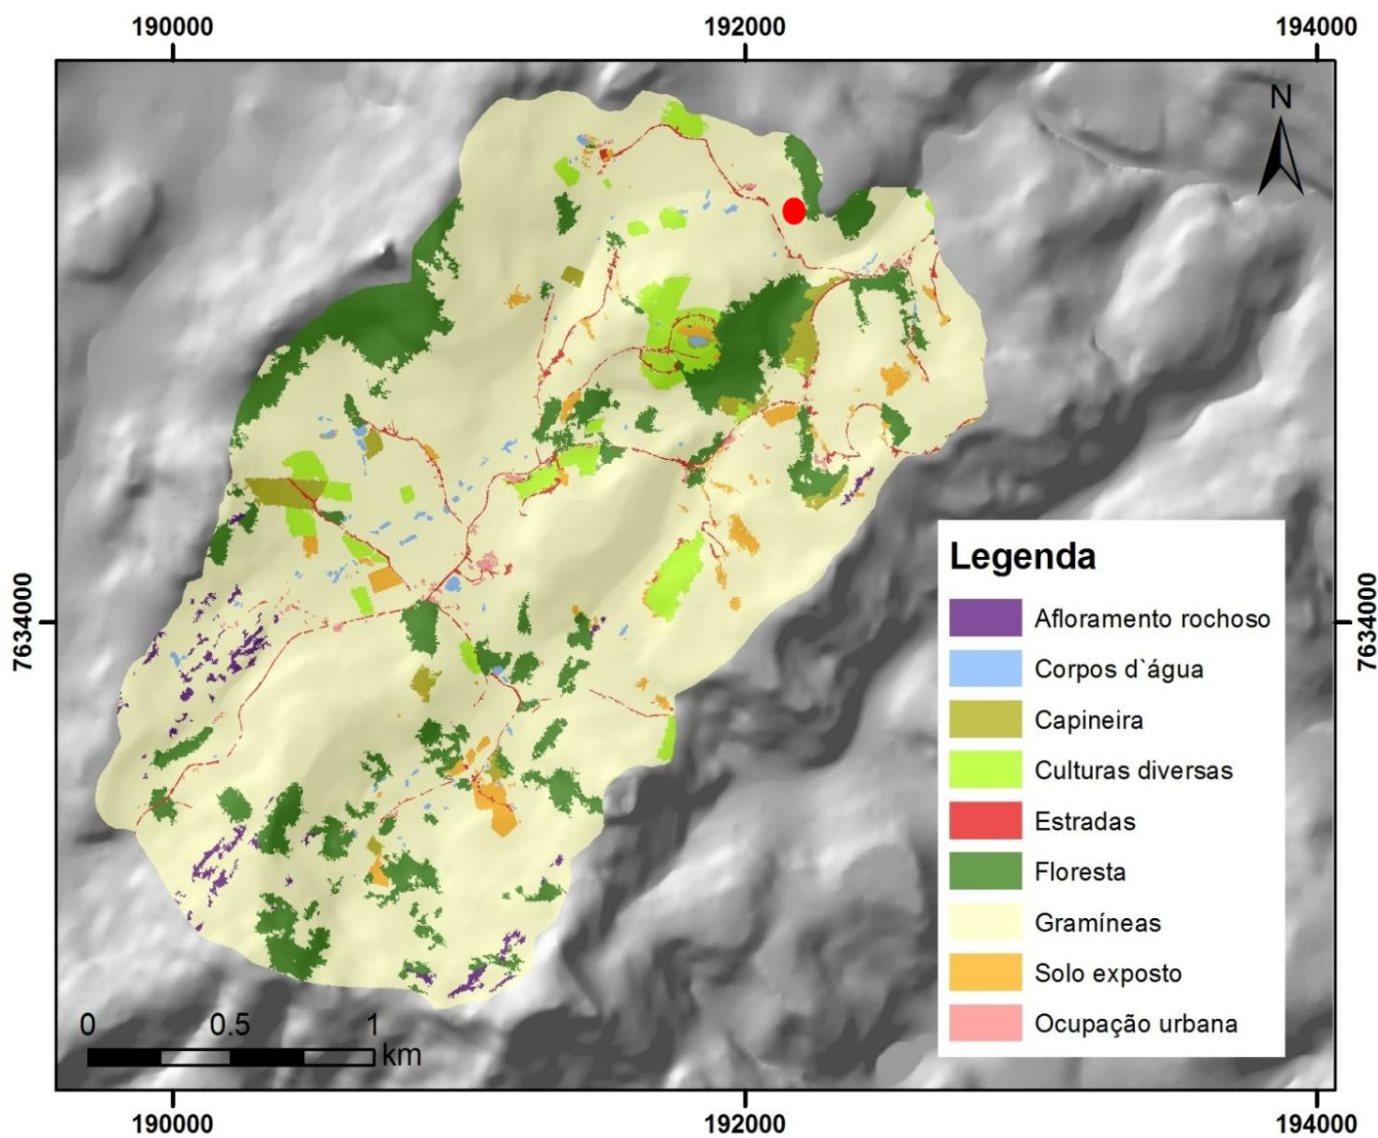 190000 192000 194000
N
7634000 7634000
Legenda
Afloramento rochoso
Corpos d`água
Capineira
Culturas diversas
Estradas
Floresta
Gramíneas
Solo exposto
Ocupação urbana
0 0.5 1
km
190000 192000 194000